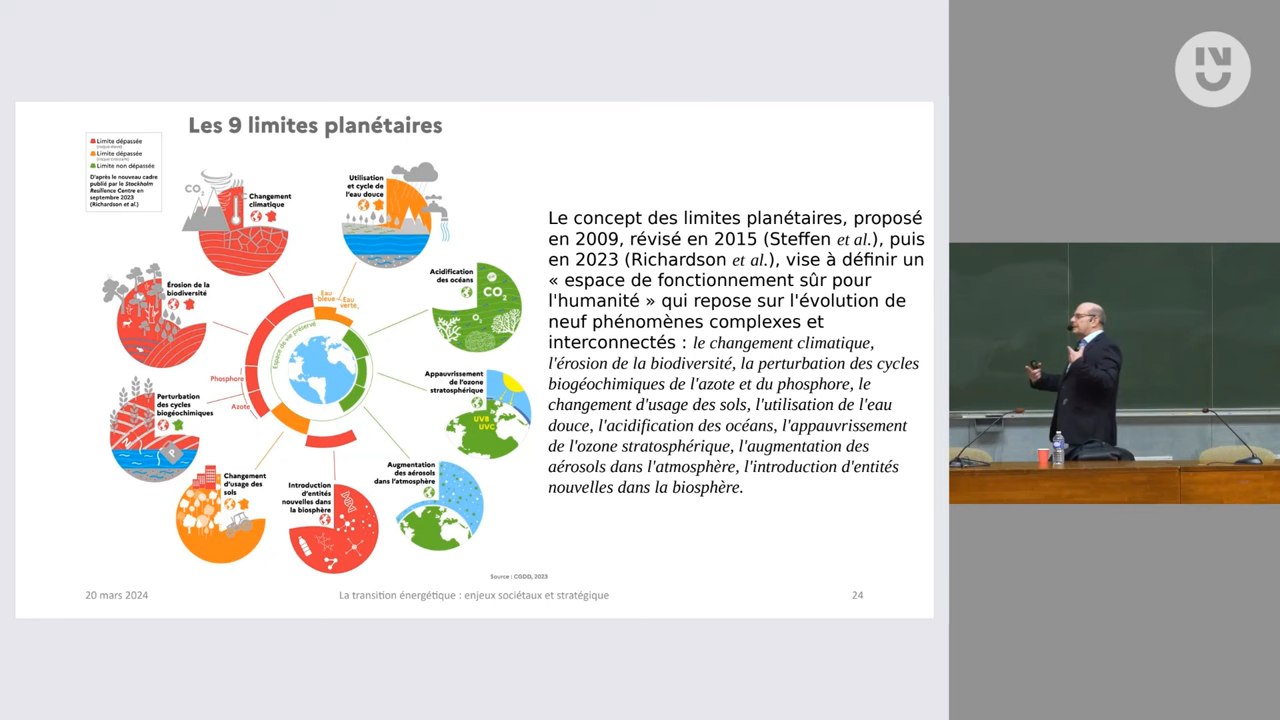 Les 9 limites planétaires
Limite dépassée
(risque élevé)
Limite dépassée
(risque croissant)
Limite non dépassée
D'après le nouveau cadre
publié par le Stockholm
Resilience Centre en
septembre 2023
(Richardson et al.)
CO2
Changement
climatique
Utilisation
et cycle de
l'eau douce
Acidification
des océans
CO2
Érosion de la
biodiversité
Eau
bleue
Eau
verte
Espace de vie préservé
Appauvrissement
de l'ozone
stratosphérique
UVB
UVC
Phosphore
Azote
Perturbation
des cycles
biogéochimiques
P
Changement
d'usage des
sols
Introduction
d'entités
nouvelles dans
la biosphère
Augmentation
des aérosols
dans l'atmosphère
Le concept des limites planétaires, proposé
en 2009, révisé en 2015 (Steffen et al.), puis
en 2023 (Richardson et al.), vise à définir un
« espace de fonctionnement sûr pour
l'humanité » qui repose sur l'évolution de
neuf phénomènes complexes et
interconnectés : le changement climatique,
l'érosion de la biodiversité, la perturbation des cycles
biogéochimiques de l'azote et du phosphore, le
changement d'usage des sols, l'utilisation de l'eau
douce, l'acidification des océans, l'appauvrissement
de l'ozone stratosphérique, l'augmentation des
aérosols dans l'atmosphère, l'introduction d'entités
nouvelles dans la biosphère.
Source : CGDD, 2023
20 mars 2024
La transition énergétique : enjeux sociétaux et stratégique
24